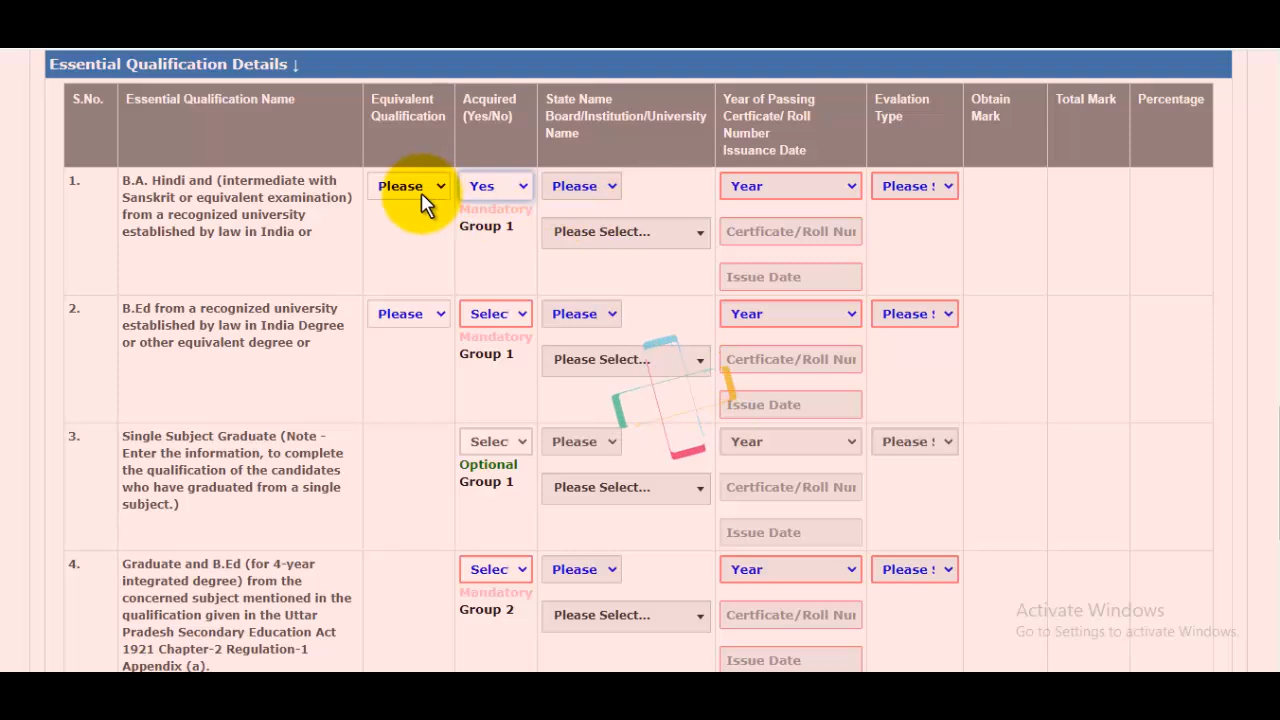 Essential Qualification Details ↓
S.No. Essential Qualification Name Equivalent Qualification Acquired (Yes/No) State Name Board/Institution/University Name Year of Passing Certficate/ Roll Number Issuance Date Evalation Type Obtain Mark Total Mark Percentage
1.
B.A. Hindi and (intermediate with
Sanskrit or equivalent examination)
from a recognized university
established by law in India or
Please
Yes
Mandatory
Group 1
Please
Please Select...
Year
Certficate/Roll Nur
Issue Date
Please :
2.
B.Ed from a recognized university
established by law in India Degree
or other equivalent degree or
Please
Selec
Mandatory
Group 1
Please
Please Select...
Year
Certficate/Roll Nur
Issue Date
Please :
3.
Single Subject Graduate (Note -
Enter the information, to complete
the qualification of the candidates
who have graduated from a single
subject.)
Selec
Optional
Group 1
Please
Please Select...
Year
Certficate/Roll Nur
Issue Date
Please :
4.
Graduate and B.Ed (for 4-year
integrated degree) from the
concerned subject mentioned in the
qualification given in the Uttar
Pradesh Secondary Education Act
1921 Chapter-2 Regulation-1
Appendix (a).
Selec
Mandatory
Group 2
Please
Please Select...
Year
Certficate/Roll Nur
Issue Date
Please :
Activate Windows
Go to Settings to activate Windows.